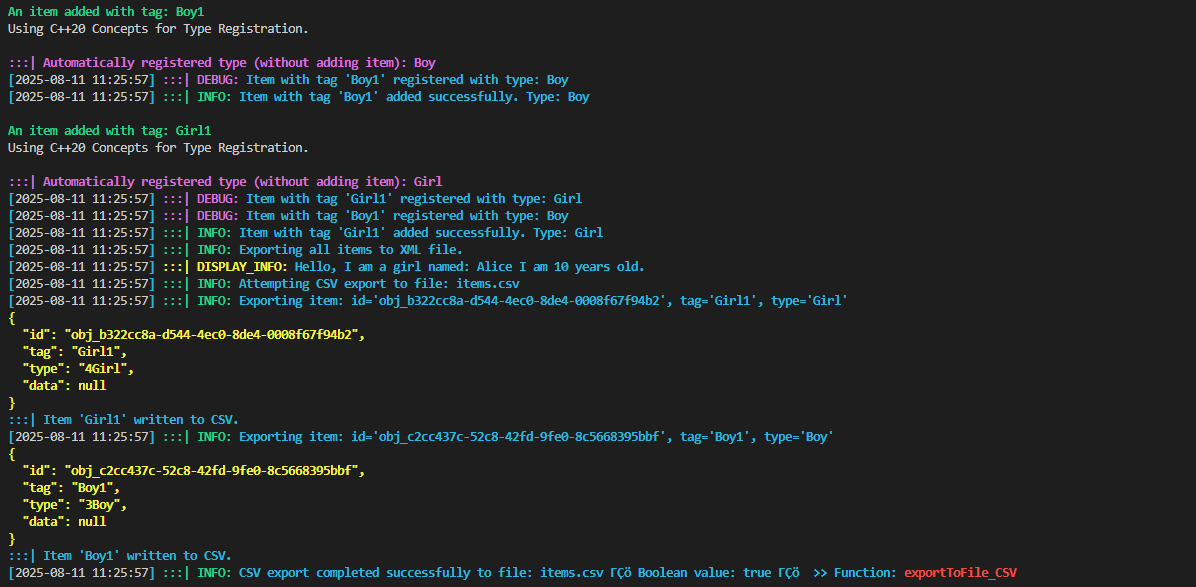 An item added with tag: Boy1
Using C++20 Concepts for Type Registration.
:::| Automatically registered type (without adding item): Boy
[2025-08-11 11:25:57] :::| DEBUG: Item with tag 'Boy1' registered with type: Boy
[2025-08-11 11:25:57] :::| INFO: Item with tag 'Boy1' added successfully. Type: Boy
An item added with tag: Girl1
Using C++20 Concepts for Type Registration.
:::| Automatically registered type (without adding item): Girl
[2025-08-11 11:25:57] :::| DEBUG: Item with tag 'Girl1' registered with type: Girl
[2025-08-11 11:25:57] :::| DEBUG: Item with tag 'Boy1' registered with type: Boy
[2025-08-11 11:25:57] :::| INFO: Item with tag 'Girl1' added successfully. Type: Girl
[2025-08-11 11:25:57] :::| INFO: Exporting all items to XML file.
[2025-08-11 11:25:57] :::| DISPLAY_INFO: Hello, I am a girl named: Alice I am 10 years old.
[2025-08-11 11:25:57] :::| INFO: Attempting CSV export to file: items.csv
[2025-08-11 11:25:57] :::| INFO: Exporting item: id='obj_b322cc8a-d544-4ec0-8de4-0008f67f94b2', tag='Girl1', type='Girl'
{
  "id": "obj_b322cc8a-d544-4ec0-8de4-0008f67f94b2",
  "tag": "Girl1",
  "type": "4Girl",
  "data": null
}
:::| Item 'Girl1' written to CSV.
[2025-08-11 11:25:57] :::| INFO: Exporting item: id='obj_c2cc437c-52c8-42fd-9fe0-8c5668395bbf', tag='Boy1', type='Boy'
{
  "id": "obj_c2cc437c-52c8-42fd-9fe0-8c5668395bbf",
  "tag": "Boy1",
  "type": "3Boy",
  "data": null
}
:::| Item 'Boy1' written to CSV.
[2025-08-11 11:25:57] :::| INFO: CSV export completed successfully to file: items.csv ΓÇö Boolean value: true ΓÇö  >> Function: exportToFile_CSV